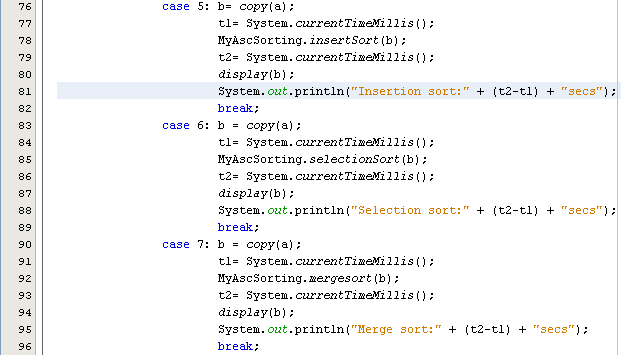 76 case 5: b= copy(a);
77 t1= System.currentTimeMillis();
78 MyAscSorting.insertSort(b);
79 t2= System.currentTimeMillis();
80 display(b);
81 System.out.println("Insertion sort:" + (t2-t1) + "secs");
82 break;
83 case 6: b = copy(a);
84 t1= System.currentTimeMillis();
85 MyAscSorting.selectionSort(b);
86 t2= System.currentTimeMillis();
87 display(b);
88 System.out.println("Selection sort:" + (t2-t1) + "secs");
89 break;
90 case 7: b = copy(a);
91 t1= System.currentTimeMillis();
92 MyAscSorting.mergesort(b);
93 t2= System.currentTimeMillis();
94 display(b);
95 System.out.println("Merge sort:" + (t2-t1) + "secs");
96 break;